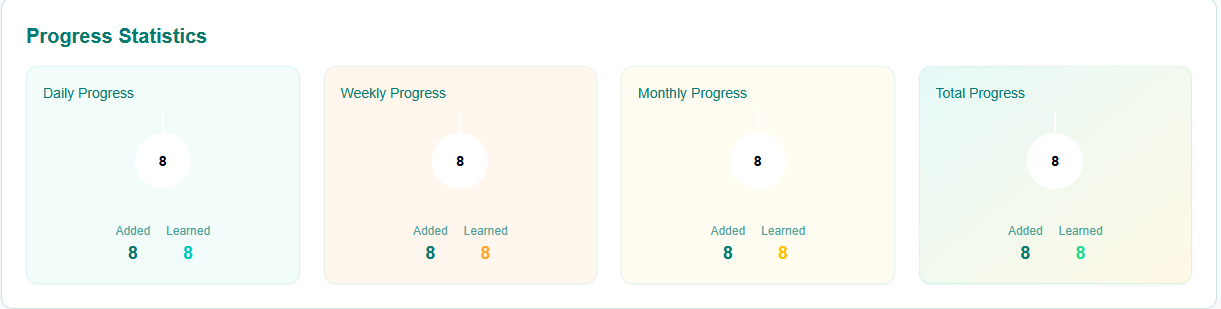 Progress Statistics
Daily Progress
8
Added Learned
8 8
Weekly Progress
8
Added Learned
8 8
Monthly Progress
8
Added Learned
8 8
Total Progress
8
Added Learned
8 8